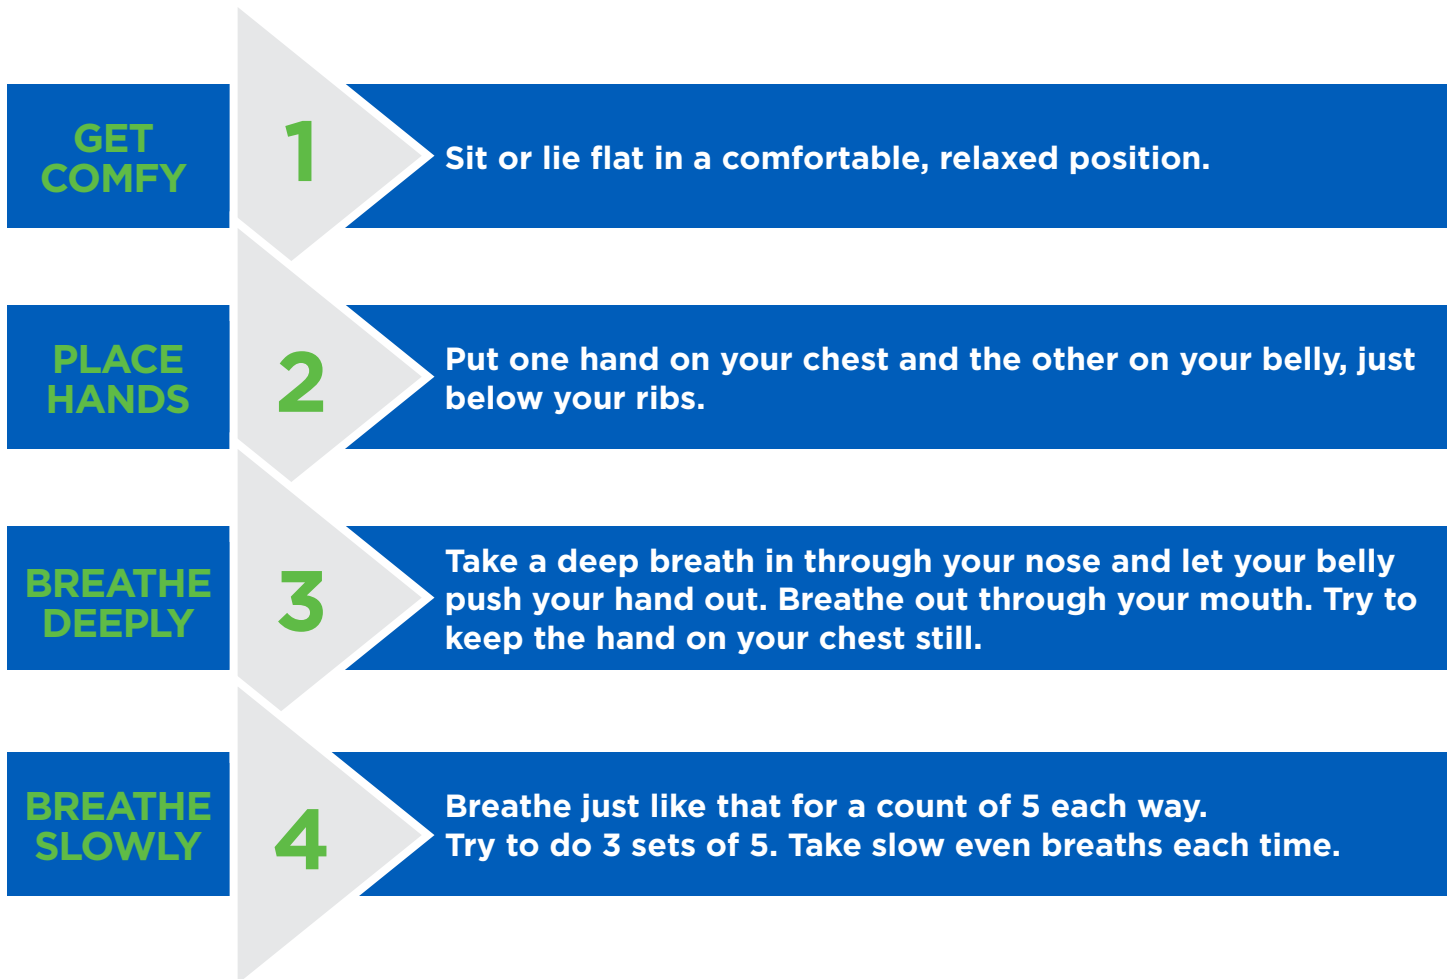 GET
COMFY
1
Sit or lie flat in a comfortable, relaxed position.
PLACE
HANDS
2
Put one hand on your chest and the other on your belly, just
below your ribs.
BREATHE
DEEPLY
3
Take a deep breath in through your nose and let your belly
push your hand out. Breathe out through your mouth. Try to
keep the hand on your chest still.
BREATHE
SLOWLY
4
Breathe just like that for a count of 5 each way.
Try to do 3 sets of 5. Take slow even breaths each time.